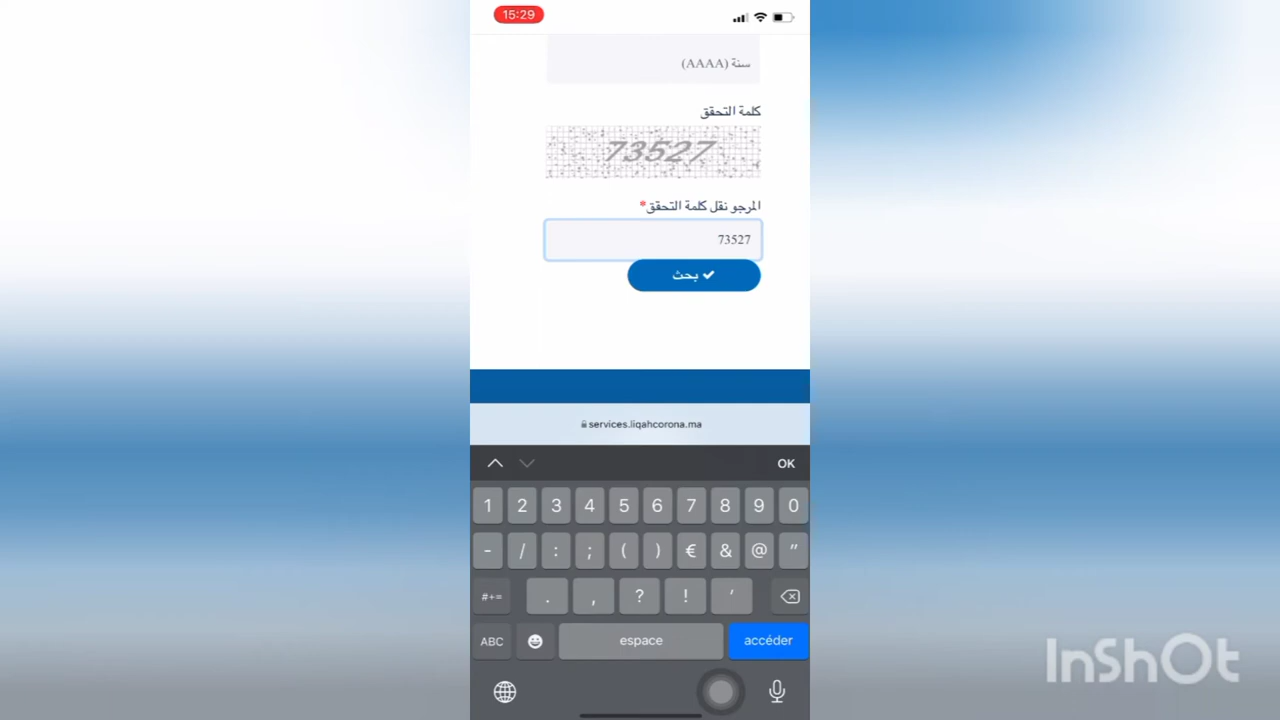 15:29
سنة (AAAA)
كلمة التحقق
73527
المرجو نقل كلمة التحقق*
73527
بحث
services.liqahcorona.ma
OK
1 2 3 4 5 6 7 8 9 0
- / : ; ( ) € & @ ”
#+= . , ? ! ’
ABC espace accéder
InShOt